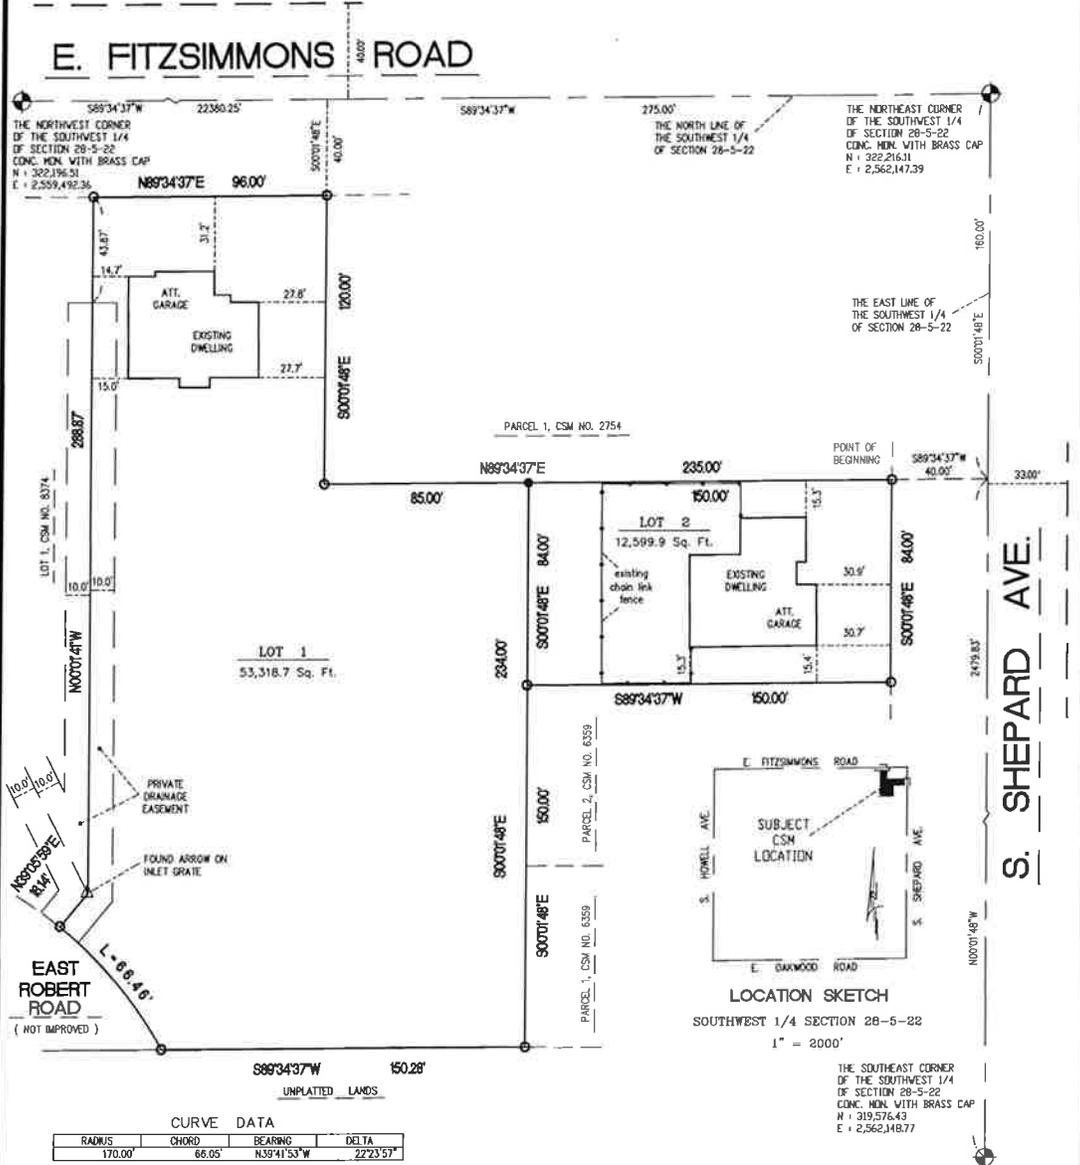 E. FITZSIMMONS ROAD
40.00'
S89°34'37"W 22380.25' S89°34'37"W 275.00'
THE NORTHWEST CORNER
OF THE SOUTHWEST 1/4
OF SECTION 28-5-22
CONC. MON. WITH BRASS CAP
N : 322,196.51
E : 2,559,492.36
S00°01'48"E
40.00'
THE NORTH LINE OF
THE SOUTHWEST 1/4
OF SECTION 28-5-22
THE NORTHEAST CORNER
OF THE SOUTHWEST 1/4
OF SECTION 28-5-22
CONC. MON. WITH BRASS CAP
N : 322,216.11
E : 2,562,147.39
N89°34'37"E 96.00'
43.87'
31.2'
14.7'
ATT.
GARAGE
27.8'
EXISTING
DWELLING
27.7'
15.0'
120.00'
S00°01'48"E
160.00'
THE EAST LINE OF
THE SOUTHWEST 1/4
OF SECTION 28-5-22
S00°01'48"E
288.87'
PARCEL 1, CSM NO. 2754
POINT OF
BEGINNING
S89°34'37"W
40.00'
33.00'
N89°34'37"E 235.00'
85.00' 150.00'
LOT 1, CSM NO. 8374
10.0' 10.0'
N00°01'41"W
LOT 2
12,599.9 Sq. Ft.
84.00'
S00°01'48"E
existing
chain link
fence
15.3'
EXISTING
DWELLING
ATT.
GARAGE
30.9'
30.7'
84.00'
S00°01'48"E
15.3'
15.4'
S89°34'37"W 150.00'
LOT 1
53,318.7 Sq. Ft.
234.00'
2479.83'
S. SHEPARD AVE.
10.0' 10.0'
PRIVATE
DRAINAGE
EASEMENT
N39°05'59"E
18.14'
FOUND ARROW ON
INLET GRATE
S00°01'48"E
150.00'
PARCEL 2, CSM NO. 6359
S00°01'48"E
PARCEL 1, CSM NO. 6359
E. FITZSIMMONS ROAD
S. HOWELL AVE.
SUBJECT
CSM
LOCATION
S. SHEPARD AVE.
E. OAKWOOD ROAD
N00°01'48"W
LOCATION SKETCH
SOUTHWEST 1/4 SECTION 28-5-22
1" = 2000'
L=66.46'
EAST
ROBERT
ROAD
( NOT IMPROVED )
S89°34'37"W 150.28'
UNPLATTED LANDS
THE SOUTHEAST CORNER
OF THE SOUTHWEST 1/4
OF SECTION 28-5-22
CONC. MON. WITH BRASS CAP
N : 319,576.43
E : 2,562,148.77
CURVE DATA
RADIUS CHORD BEARING DELTA
170.00' 66.05' N39°41'53"W 22°23'57"